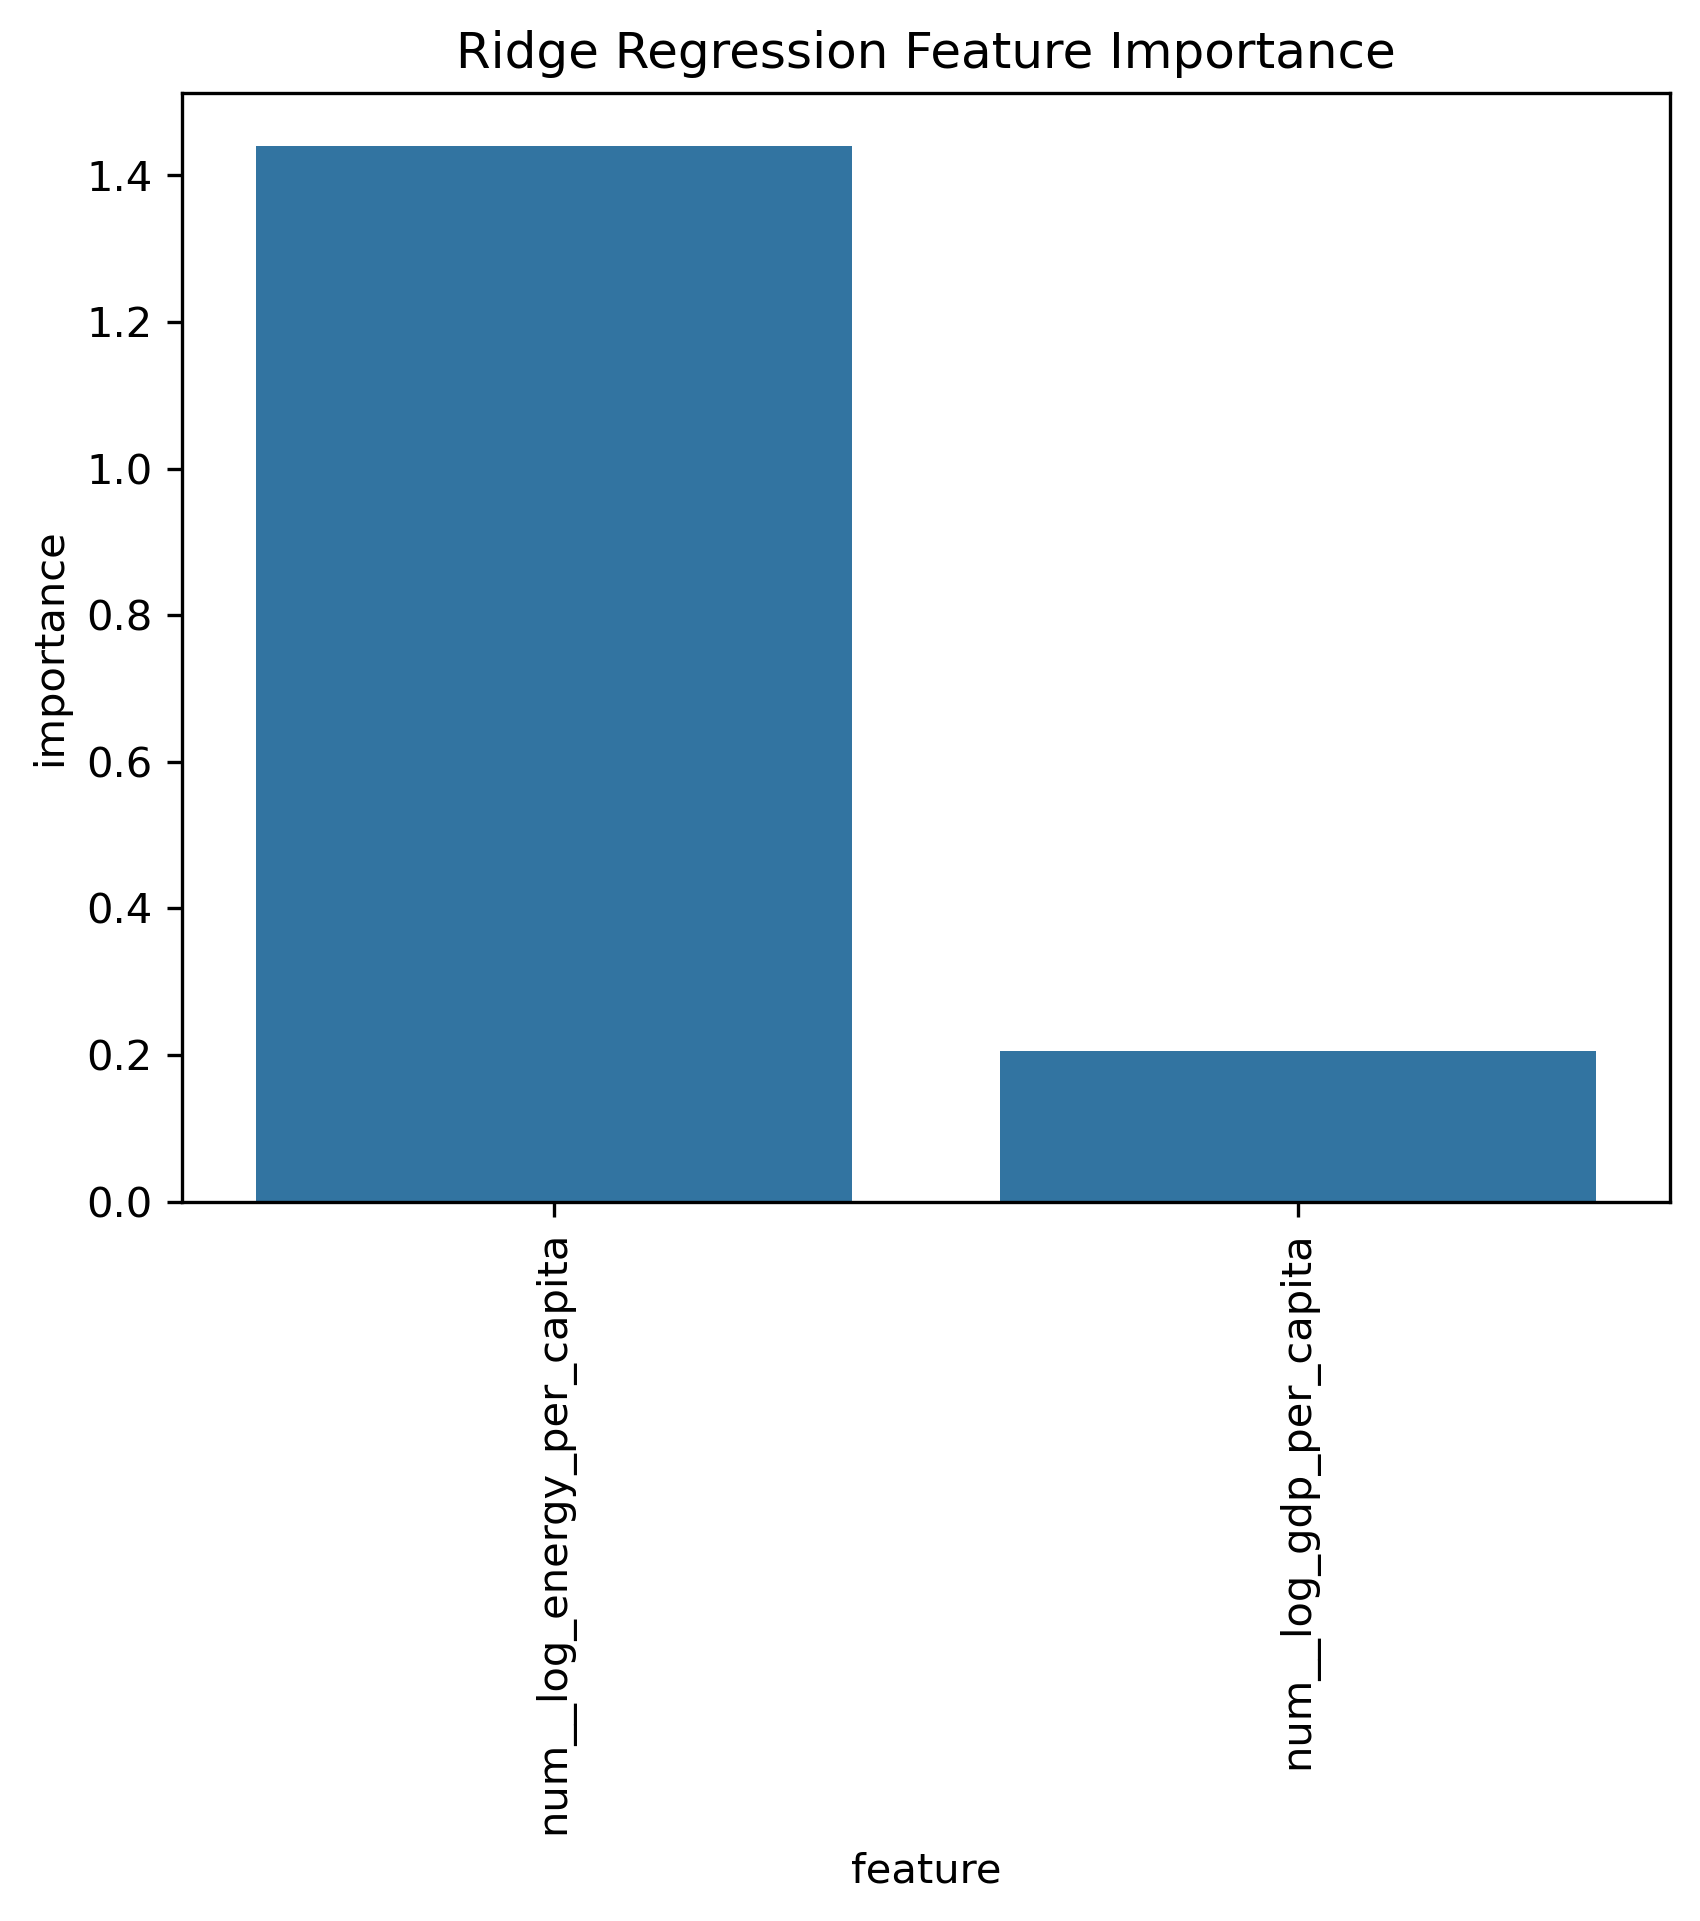 Ridge Regression Feature Importance
importance
1.4
1.2
1.0
0.8
0.6
0.4
0.2
0.0
num__log_energy_per_capita
num__log_gdp_per_capita
feature